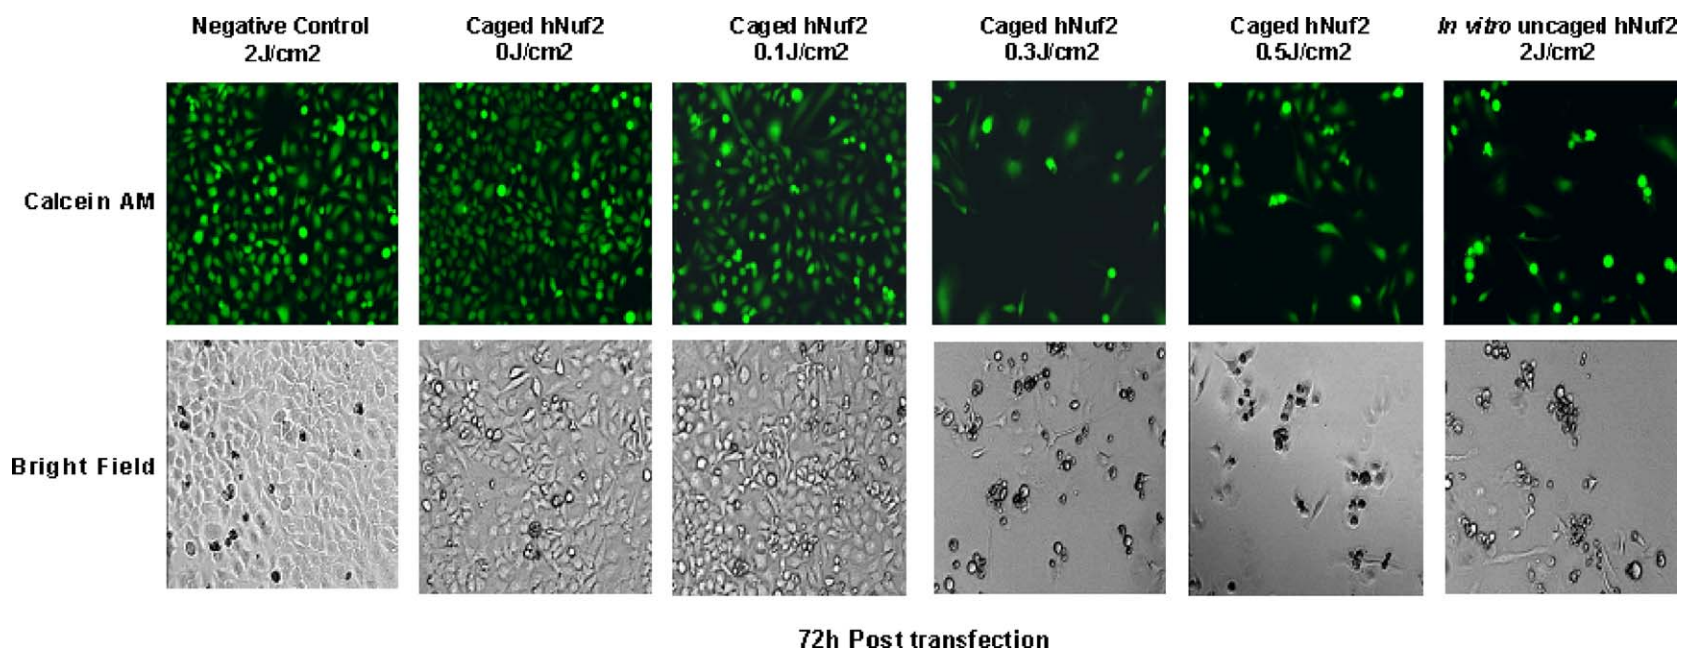 Negative Control
2J/cm2
Caged hNuf2
0J/cm2
Caged hNuf2
0.1J/cm2
Caged hNuf2
0.3J/cm2
Caged hNuf2
0.5J/cm2
In vitro uncaged hNuf2
2J/cm2
Calcein AM
Bright Field
72h Post transfection